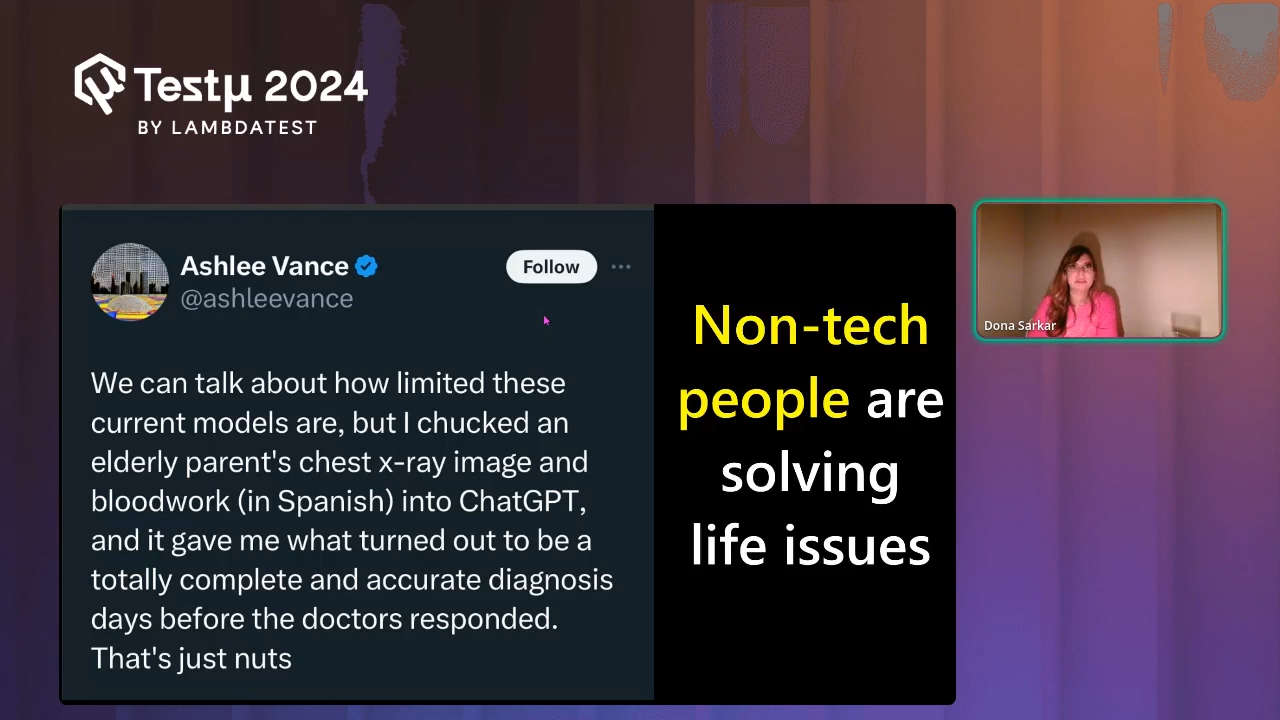 Testμ 2024
BY LAMBDATEST
Ashlee Vance
@ashleevance
Follow
We can talk about how limited these
current models are, but I chucked an
elderly parent's chest x-ray image and
bloodwork (in Spanish) into ChatGPT,
and it gave me what turned out to be a
totally complete and accurate diagnosis
days before the doctors responded.
That's just nuts
Non-tech
people are
solving
life issues
Dona Sarkar